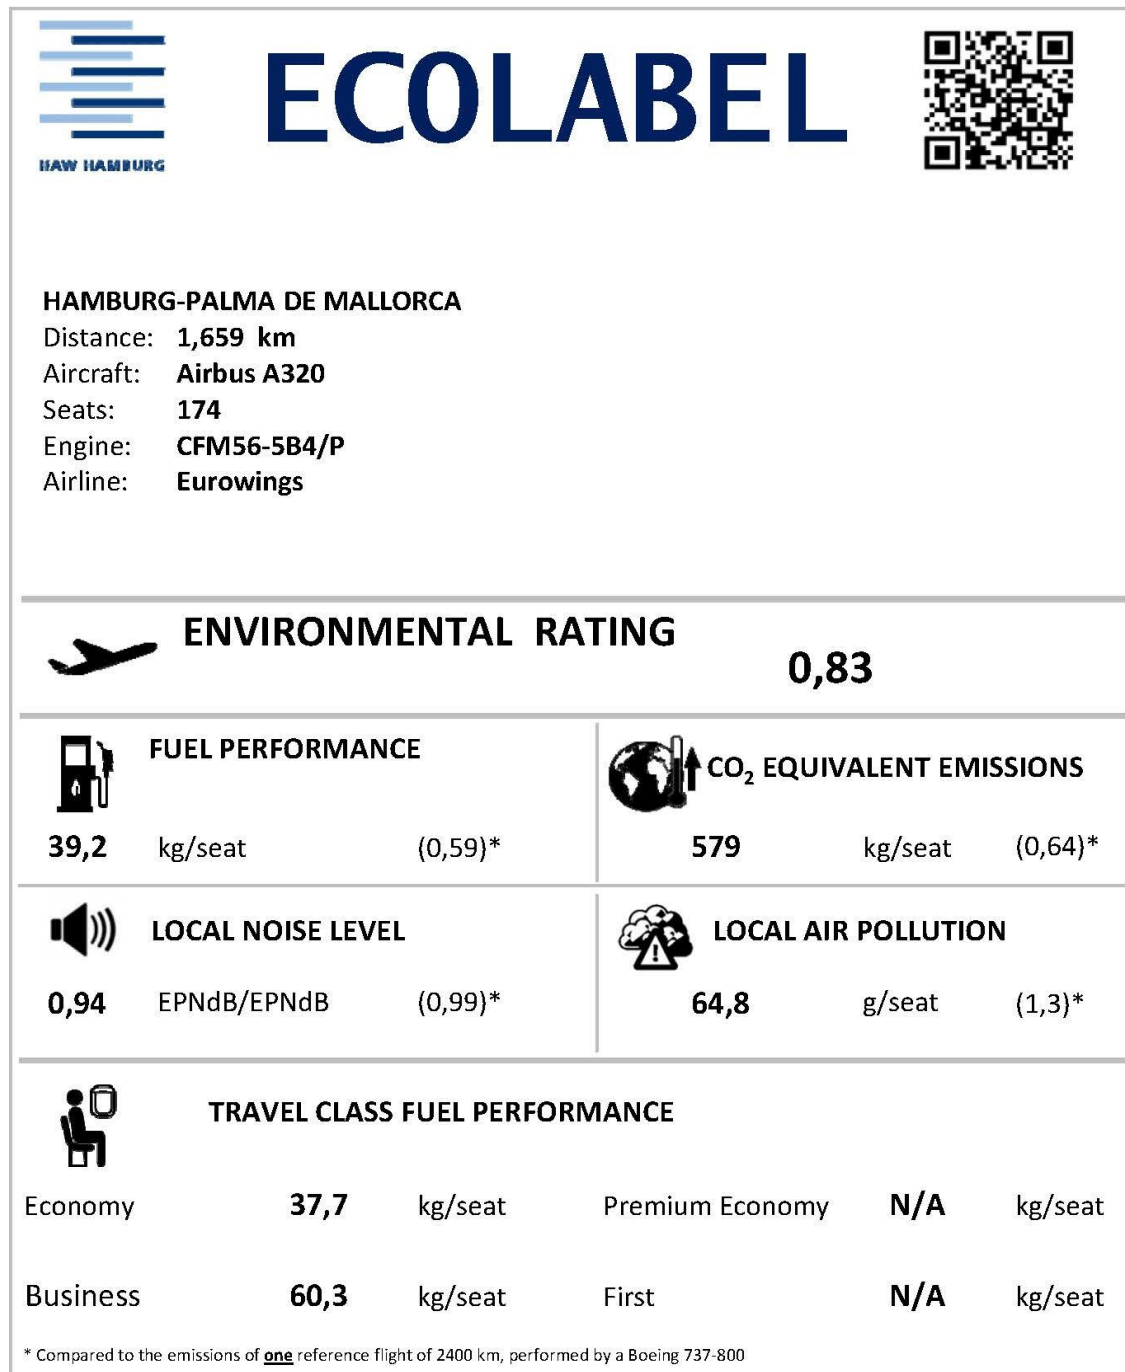 HAW HAMBURG
ECOLABEL
HAMBURG-PALMA DE MALLORCA
Distance: 1,659 km
Aircraft: Airbus A320
Seats: 174
Engine: CFM56-5B4/P
Airline: Eurowings
ENVIRONMENTAL RATING
0,83
FUEL PERFORMANCE
39,2 kg/seat (0,59)*
CO₂ EQUIVALENT EMISSIONS
579 kg/seat (0,64)*
LOCAL NOISE LEVEL
0,94 EPNdB/EPNdB (0,99)*
LOCAL AIR POLLUTION
64,8 g/seat (1,3)*
TRAVEL CLASS FUEL PERFORMANCE
Economy 37,7 kg/seat Premium Economy N/A kg/seat
Business 60,3 kg/seat First N/A kg/seat
* Compared to the emissions of one reference flight of 2400 km, performed by a Boeing 737-800